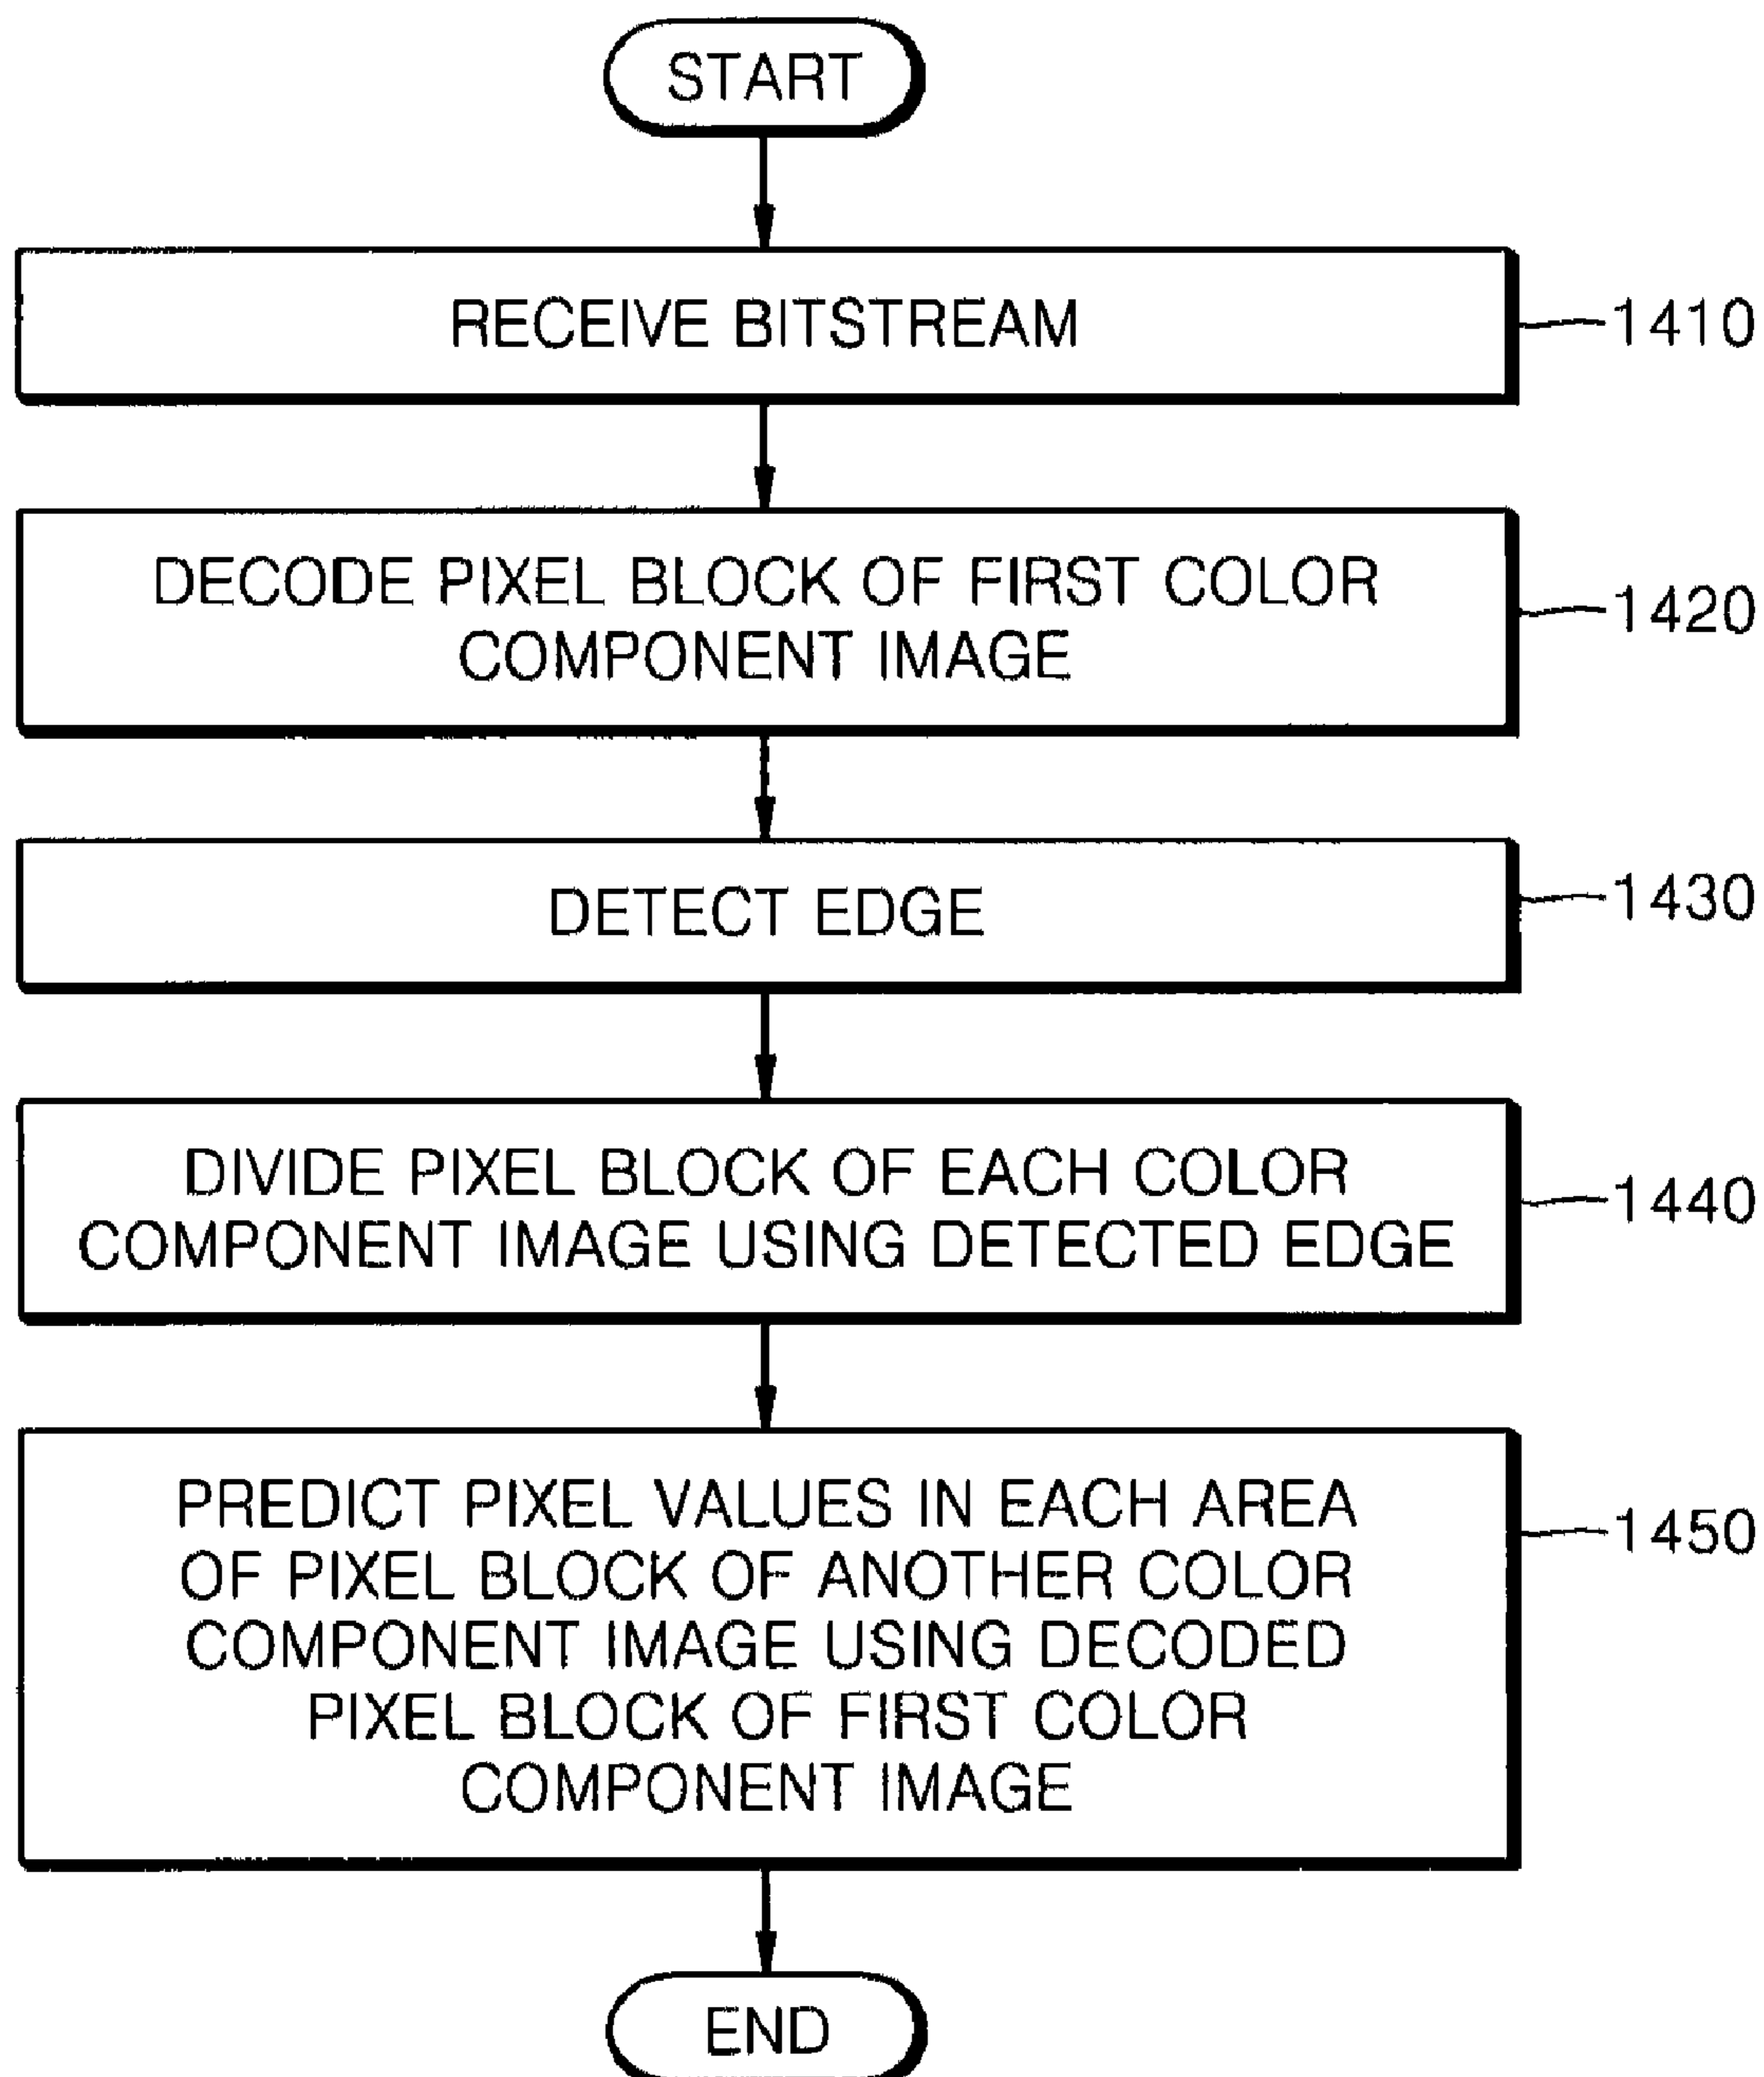 START
RECEIVE BITSTREAM
1410
DECODE PIXEL BLOCK OF FIRST COLOR
COMPONENT IMAGE
1420
DETECT EDGE
1430
DIVIDE PIXEL BLOCK OF EACH COLOR
COMPONENT IMAGE USING DETECTED EDGE
1440
PREDICT PIXEL VALUES IN EACH AREA
OF PIXEL BLOCK OF ANOTHER COLOR
COMPONENT IMAGE USING DECODED
PIXEL BLOCK OF FIRST COLOR
COMPONENT IMAGE
1450
END